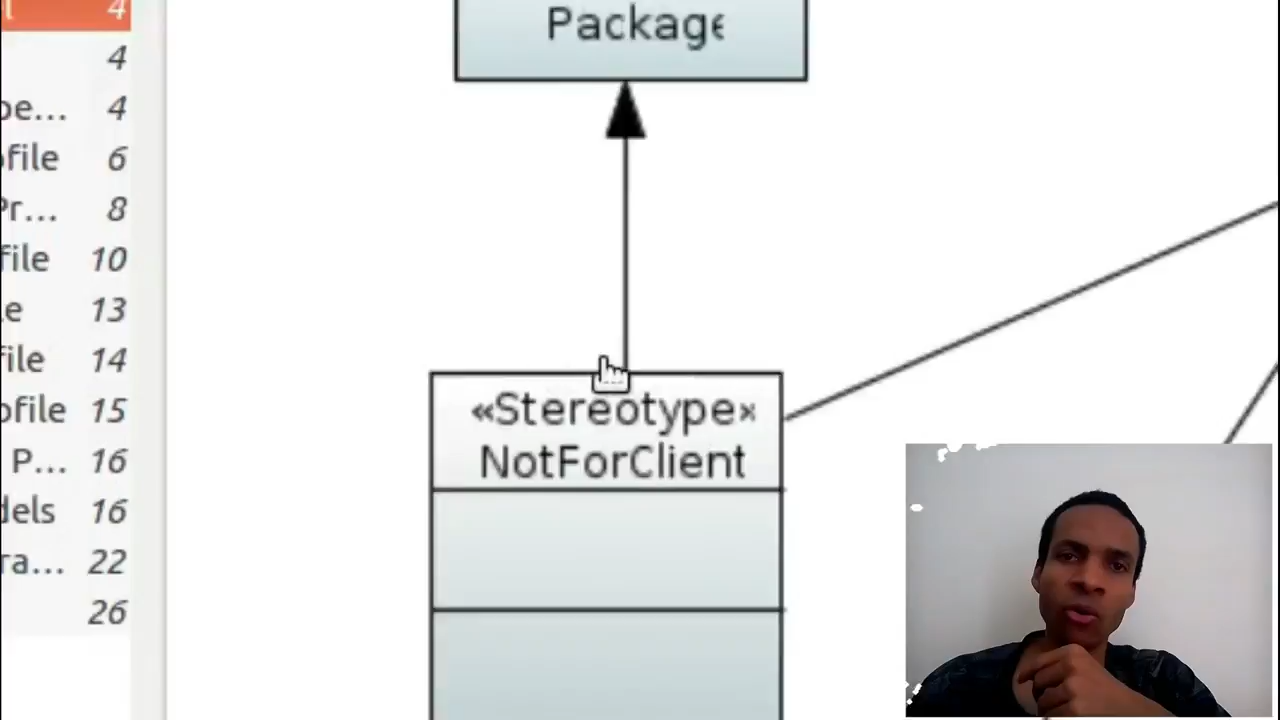 4
4
pe...
4
ofile
6
Pr...
8
file
10
le
13
file
14
ofile
15
P...
16
dels
16
ra...
22
26
Package
«Stereotype»
NotForClient